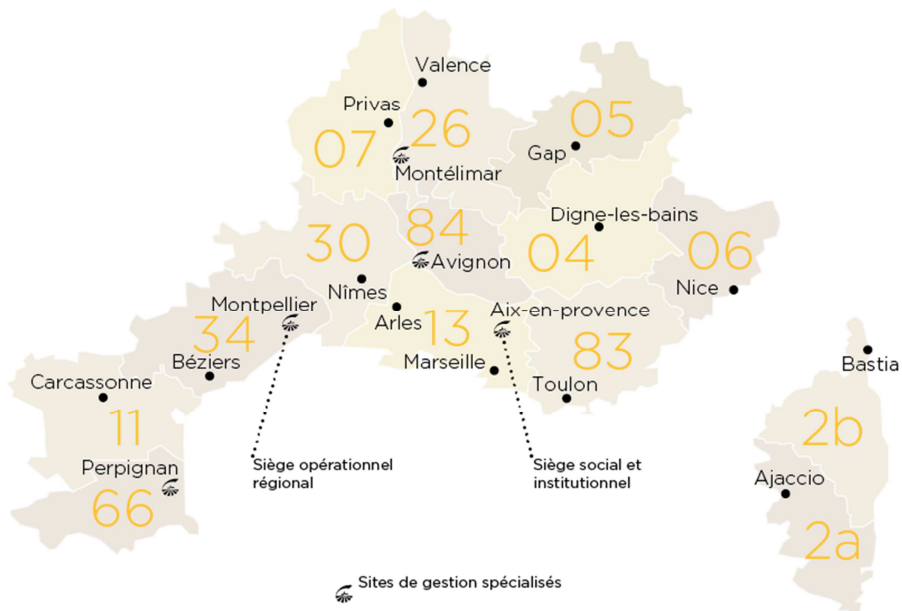 Valence
Privas
26
05
07
Gap
Montélimar
Digne-les-bains
84
30
06
04
Avignon
Nîmes
Nice
Montpellier
Aix-en-provence
Arles
13
34
83
Béziers
Marseille
Bastia
Carcassonne
Toulon
2b
11
Perpignan
Siège opérationnel
régional
Siège social et
institutionnel
Ajaccio
66
2a
Sites de gestion spécialisés